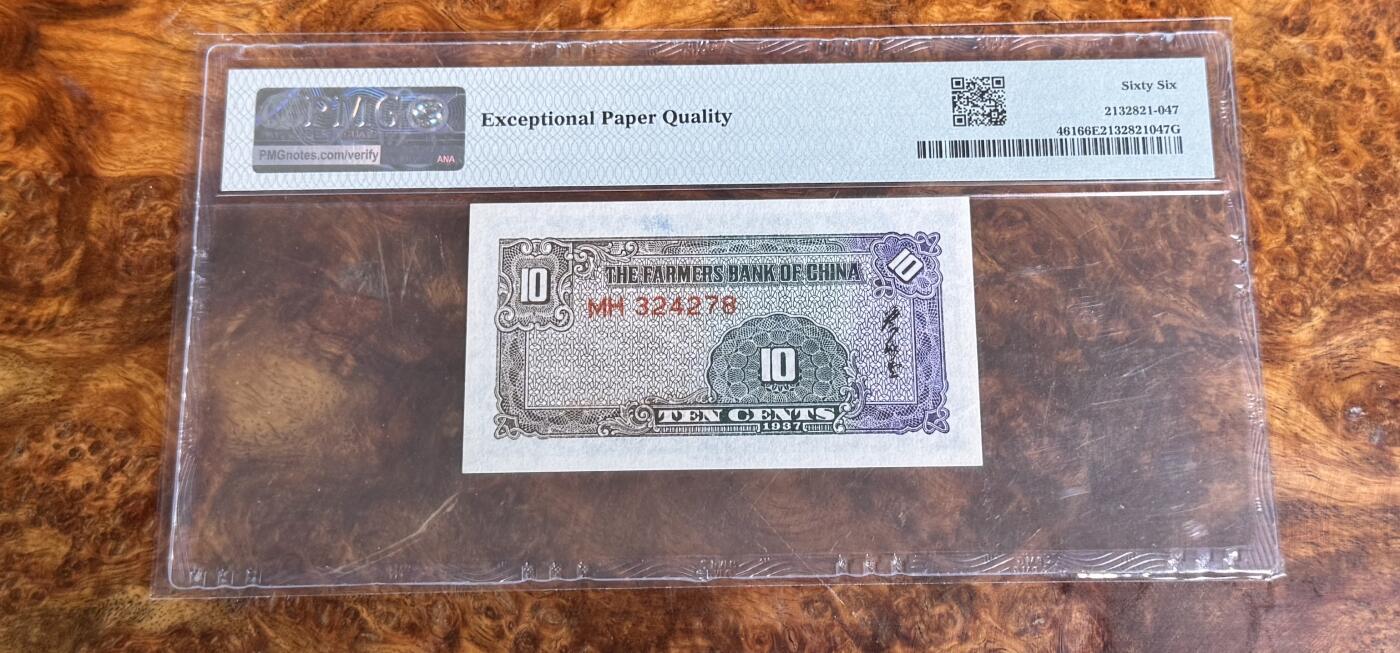 PMG
PMGnotes.com/verify
ANA
Exceptional Paper Quality
Sixty Six
2132821-047
46166E2132821047G
10
THE FARMERS BANK OF CHINA
10
MH 324278
10
TEN CENTS
1937